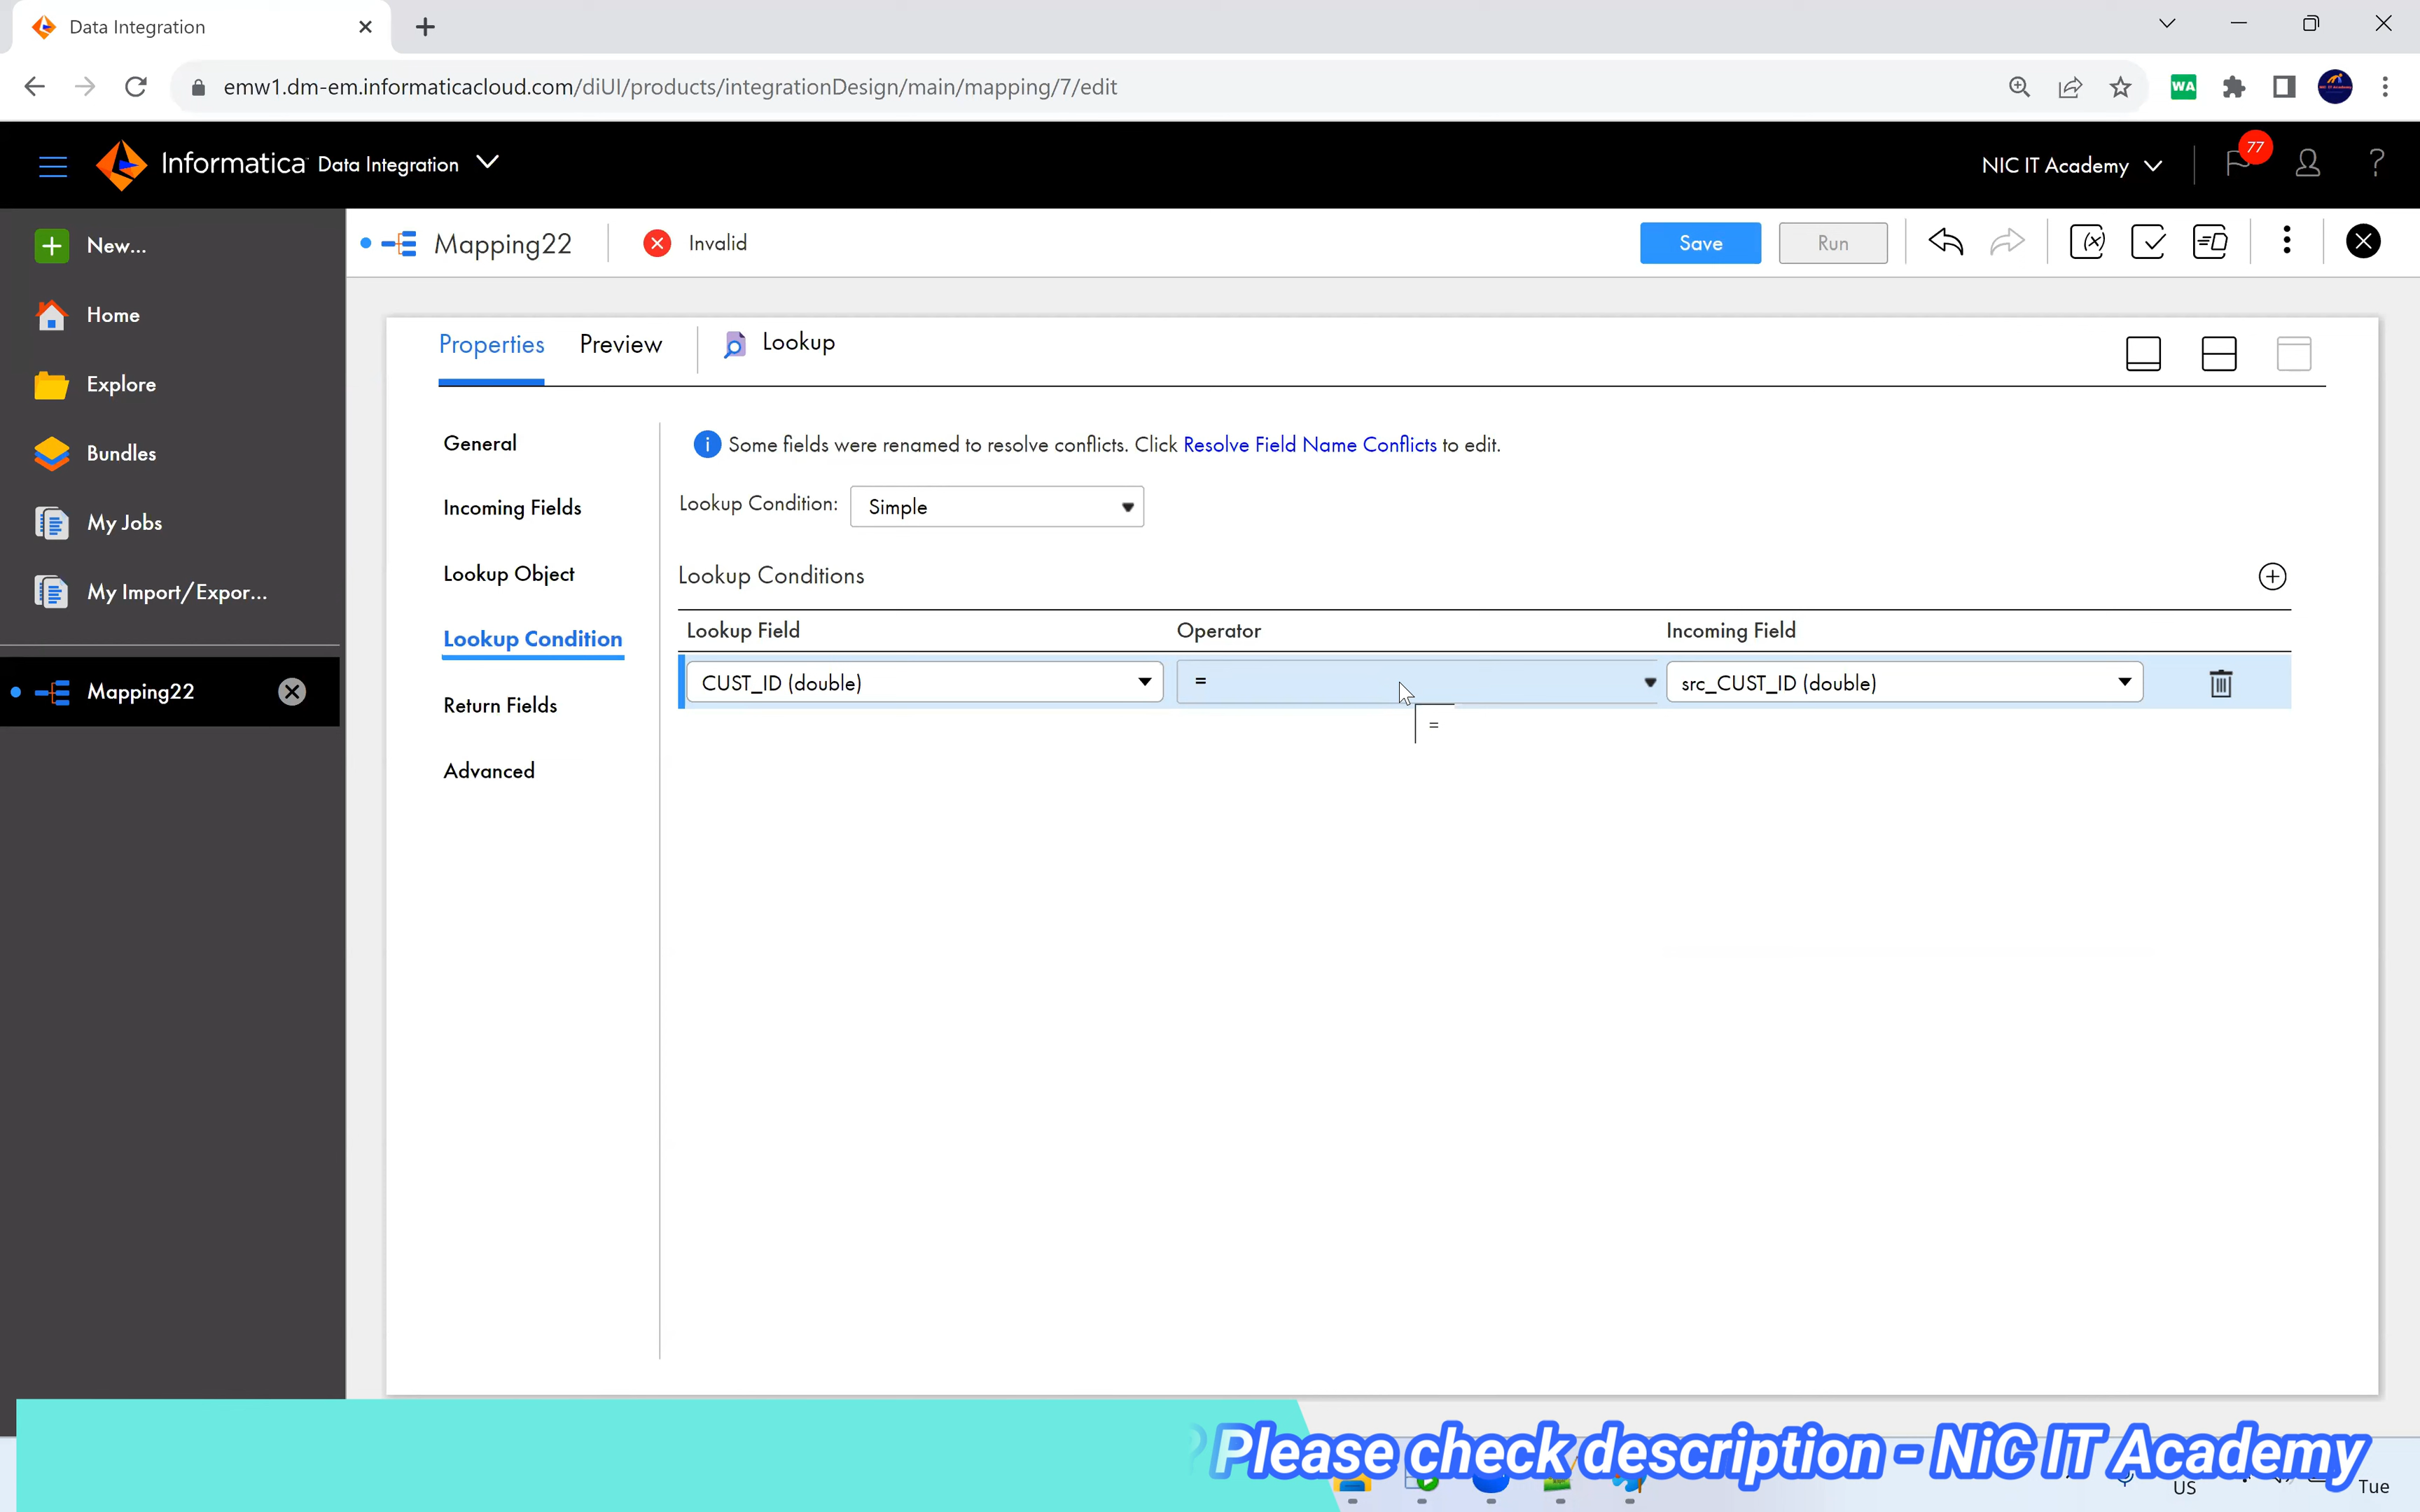 Data Integration
emw1.dm-em.informaticacloud.com/diUI/products/integrationDesign/main/mapping/7/edit
WA
Informatica Data Integration
NIC IT Academy
77
?
New...
Mapping22
Invalid
Save
Run
Home
Explore
Bundles
My Jobs
My Import/Expor...
Mapping22
Properties
Preview
Lookup
General
Incoming Fields
Lookup Object
Lookup Condition
Return Fields
Advanced
Some fields were renamed to resolve conflicts. Click Resolve Field Name Conflicts to edit.
Lookup Condition: Simple
Lookup Conditions
Lookup Field Operator Incoming Field
CUST_ID (double) = src_CUST_ID (double)
=
? Please check description - NiC IT Academy
US
Tue